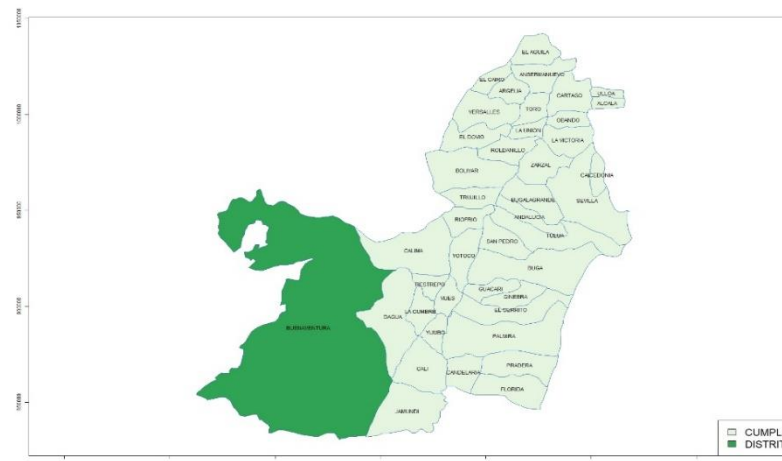 EL AGUILA
ANSERMANUEVO
EL CAIRO
ULLOA
ARGELIA
CARTAGO
ALCALA
TORO
VERSALLES
OBANDO
LA UNION
EL DOVIO
LA VICTORIA
ROLDANILLO
ZARZAL
BOLIVAR
CAICEDONIA
TRUJILLO
BUGALAGRANDE
SEVILLA
RIOFRIO
ANDALUCIA
TULUA
SAN PEDRO
CALIMA
YOTOCO
BUGA
RESTREPO
GUACARI
VIJES
GINEBRA
DAGUA
LA CUMBRE
EL CERRITO
BUENAVENTURA
YUMBO
PALMIRA
CALI
CANDELARIA
PRADERA
FLORIDA
JAMUNDI
CUMPL
DISTRIT